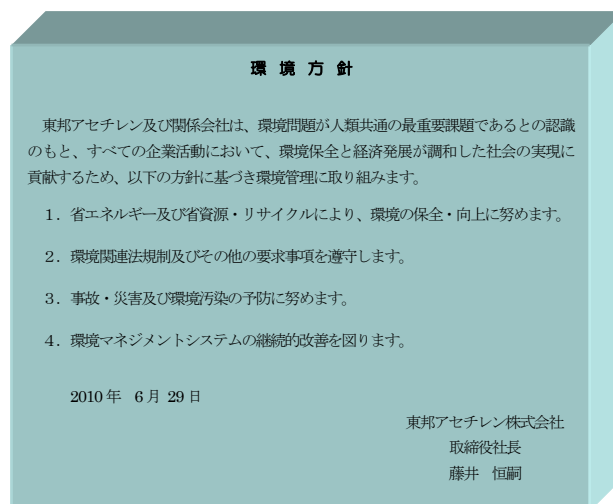 環 境 方 針
東邦アセチレン及び関係会社は、環境問題が人類共通の最重要課題であるとの認識
のもと、すべての企業活動において、環境保全と経済発展が調和した社会の実現に
貢献するため、以下の方針に基づき環境管理に取り組みます。
１．省エネルギー及び省資源・リサイクルにより、環境の保全・向上に努めます。
２．環境関連法規制及びその他の要求事項を遵守します。
３．事故・災害及び環境汚染の予防に努めます。
４．環境マネジメントシステムの継続的改善を図ります。
2010 年　6 月 29 日
東邦アセチレン株式会社
取締役社長
藤井　恒嗣